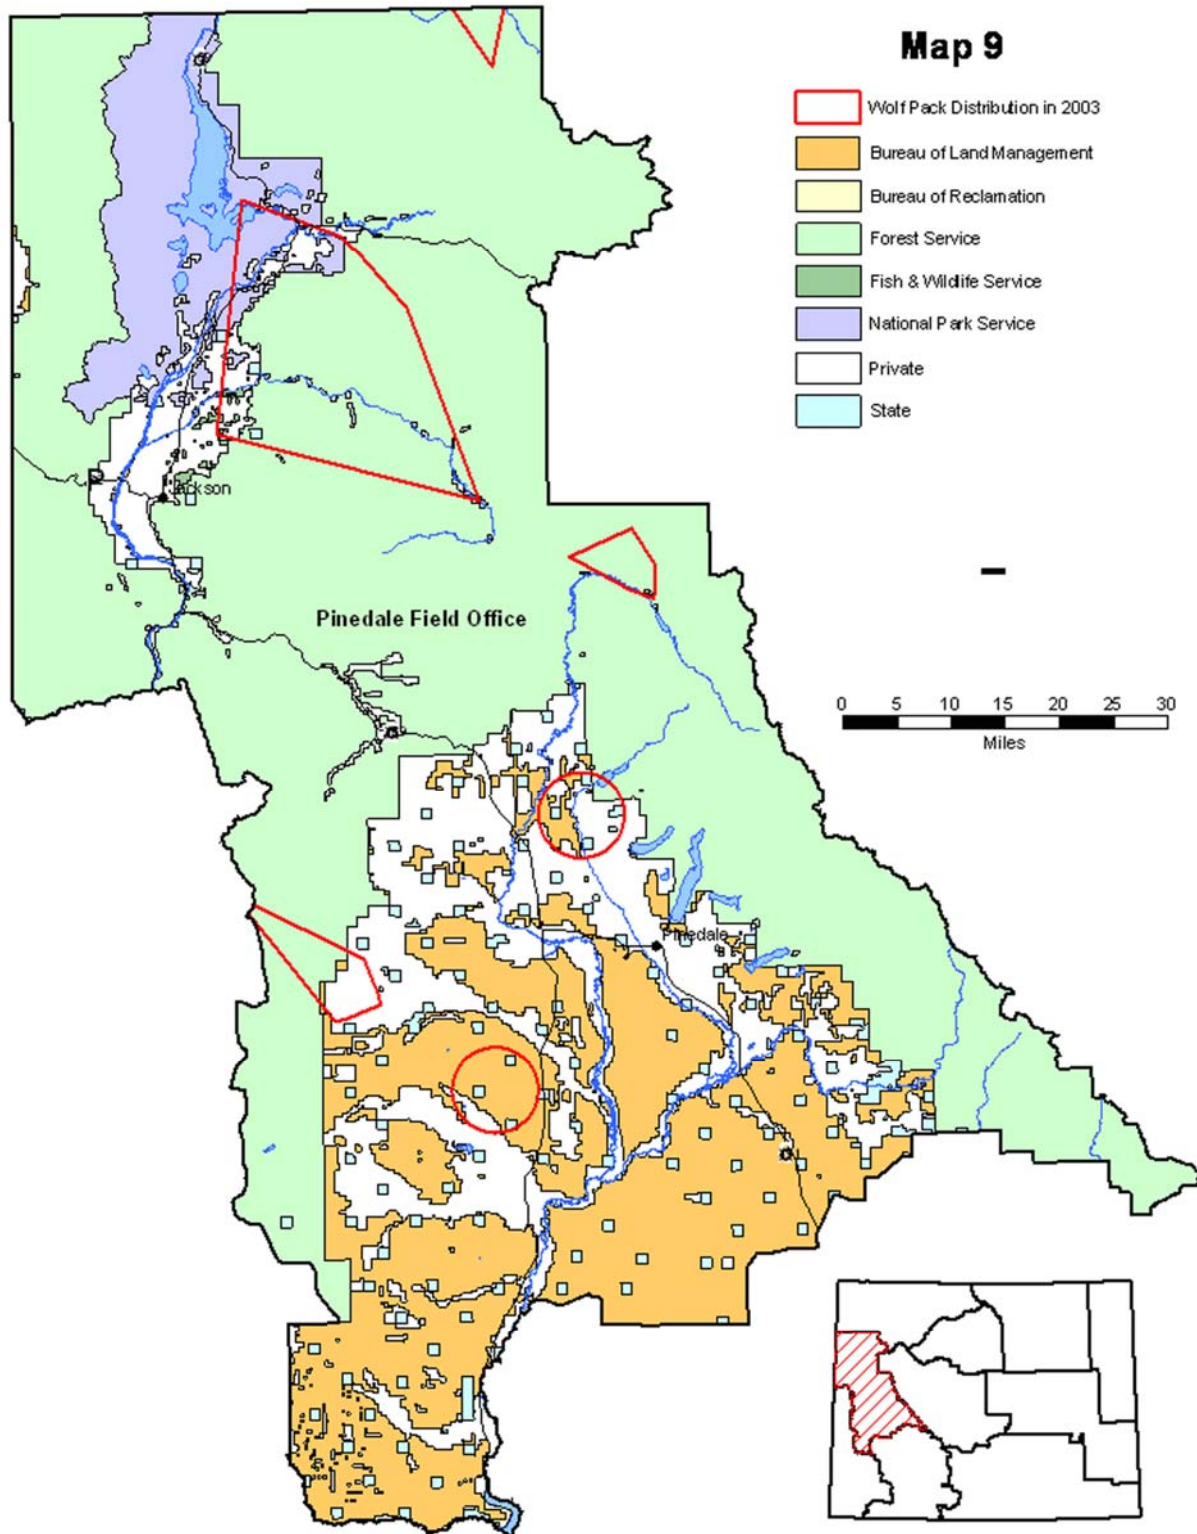 Map 9
Wolf Pack Distribution in 2003
Bureau of Land Management
Bureau of Reclamation
Forest Service
Fish & Wildlife Service
National Park Service
Private
State
Jackson
Pinedale Field Office
0 5 10 15 20 25 30
Miles
Pinedale